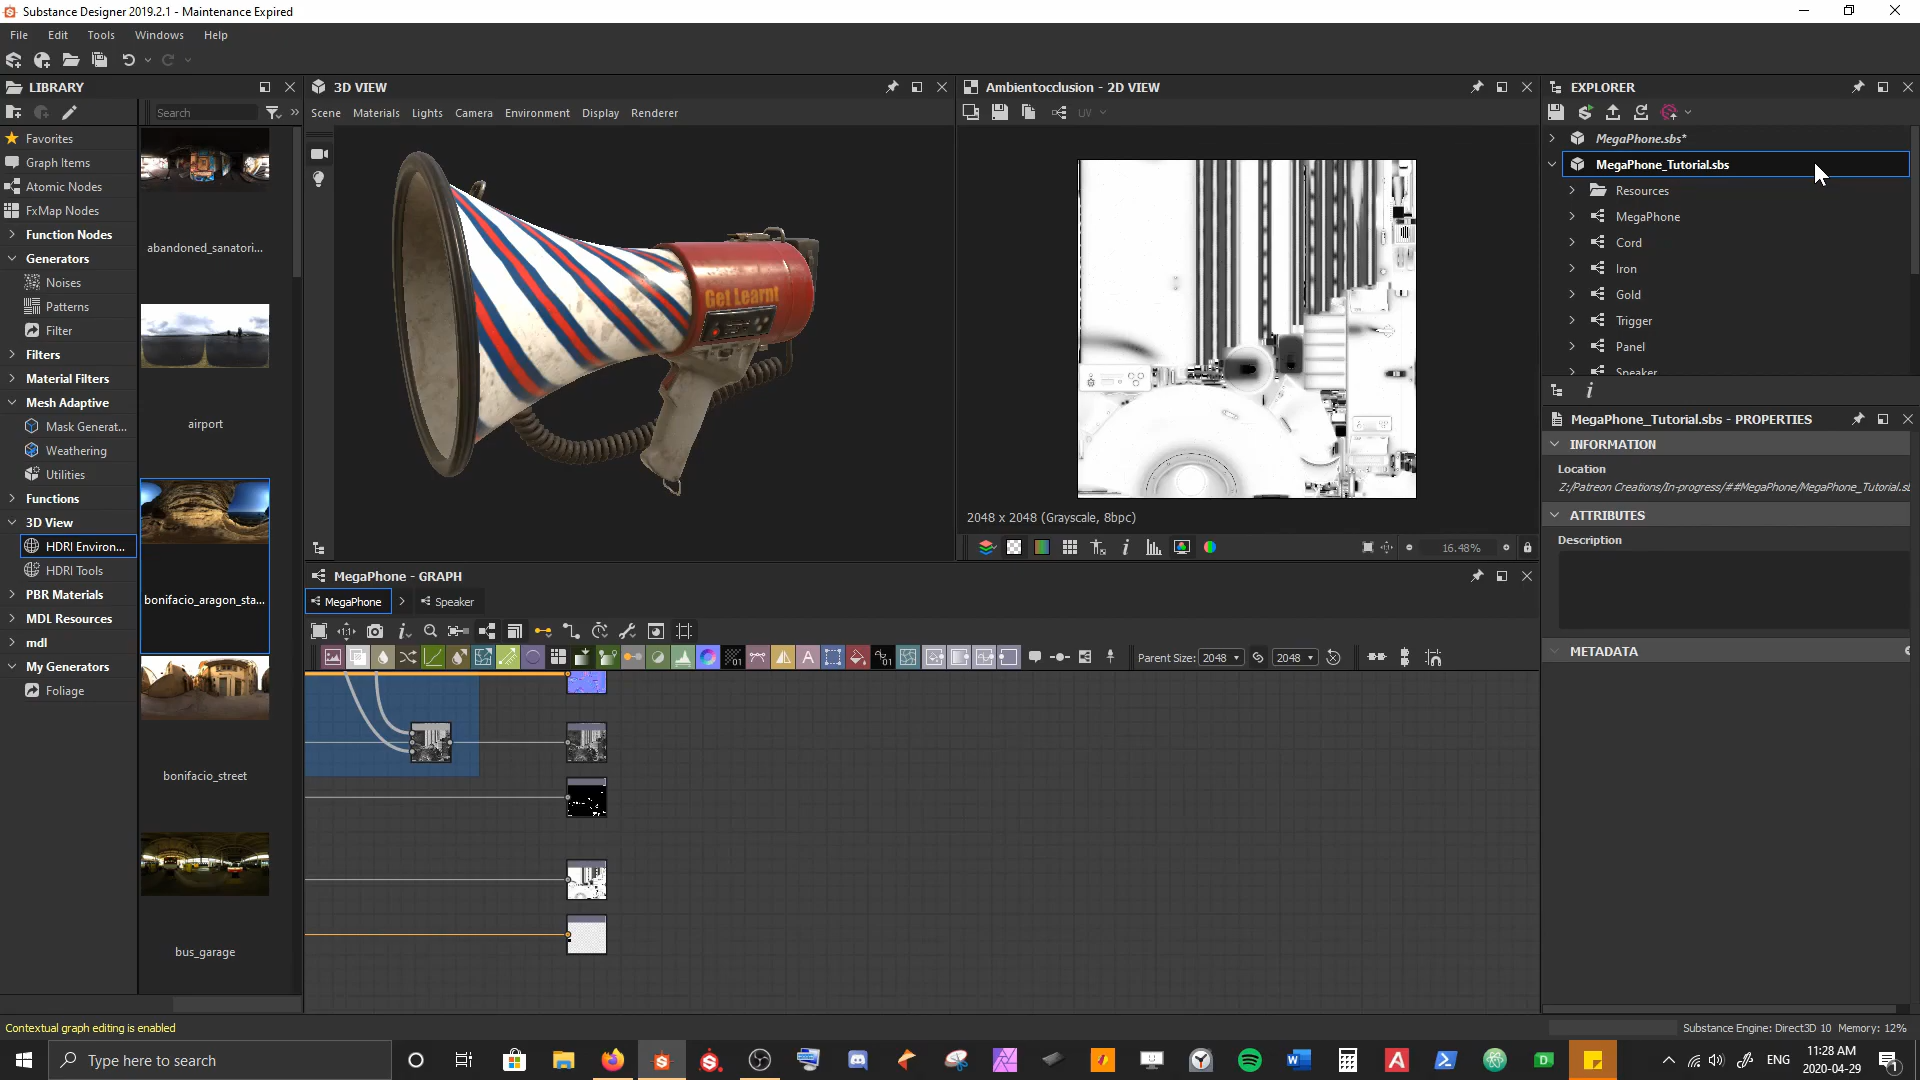 Substance Designer 2019.2.1 - Maintenance Expired
File Edit Tools Windows Help
LIBRARY
Search
Favorites
Graph Items
Atomic Nodes
FxMap Nodes
Function Nodes
Generators
Noises
Patterns
Filter
Filters
Material Filters
Mesh Adaptive
Mask Generat...
Weathering
Utilities
Functions
3D View
HDRI Environ...
HDRI Tools
PBR Materials
MDL Resources
mdl
My Generators
Foliage
abandoned_sanatori...
airport
bonifacio_aragon_sta...
bonifacio_street
bus_garage
3D VIEW
Scene Materials Lights Camera Environment Display Renderer
Get Learnt
Ambientocclusion - 2D VIEW
UV
2048 x 2048 (Grayscale, 8bpc)
16.48%
MegaPhone - GRAPH
MegaPhone Speaker
Parent Size: 2048 2048
EXPLORER
MegaPhone.sbs*
MegaPhone_Tutorial.sbs
Resources
MegaPhone
Cord
Iron
Gold
Trigger
Panel
Speaker
MegaPhone_Tutorial.sbs - PROPERTIES
INFORMATION
Location
Z:/Patreon Creations/In-progress/##MegaPhone/MegaPhone_Tutorial.s
ATTRIBUTES
Description
METADATA
Contextual graph editing is enabled
Substance Engine: Direct3D 10 Memory: 12%
Type here to search
ENG
11:28 AM
2020-04-29
1